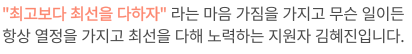 "최고보다 최선을 다하자" 라는 마음 가짐을 가지고 무슨 일이든
항상 열정을 가지고 최선을 다해 노력하는 지원자 김혜진입니다.